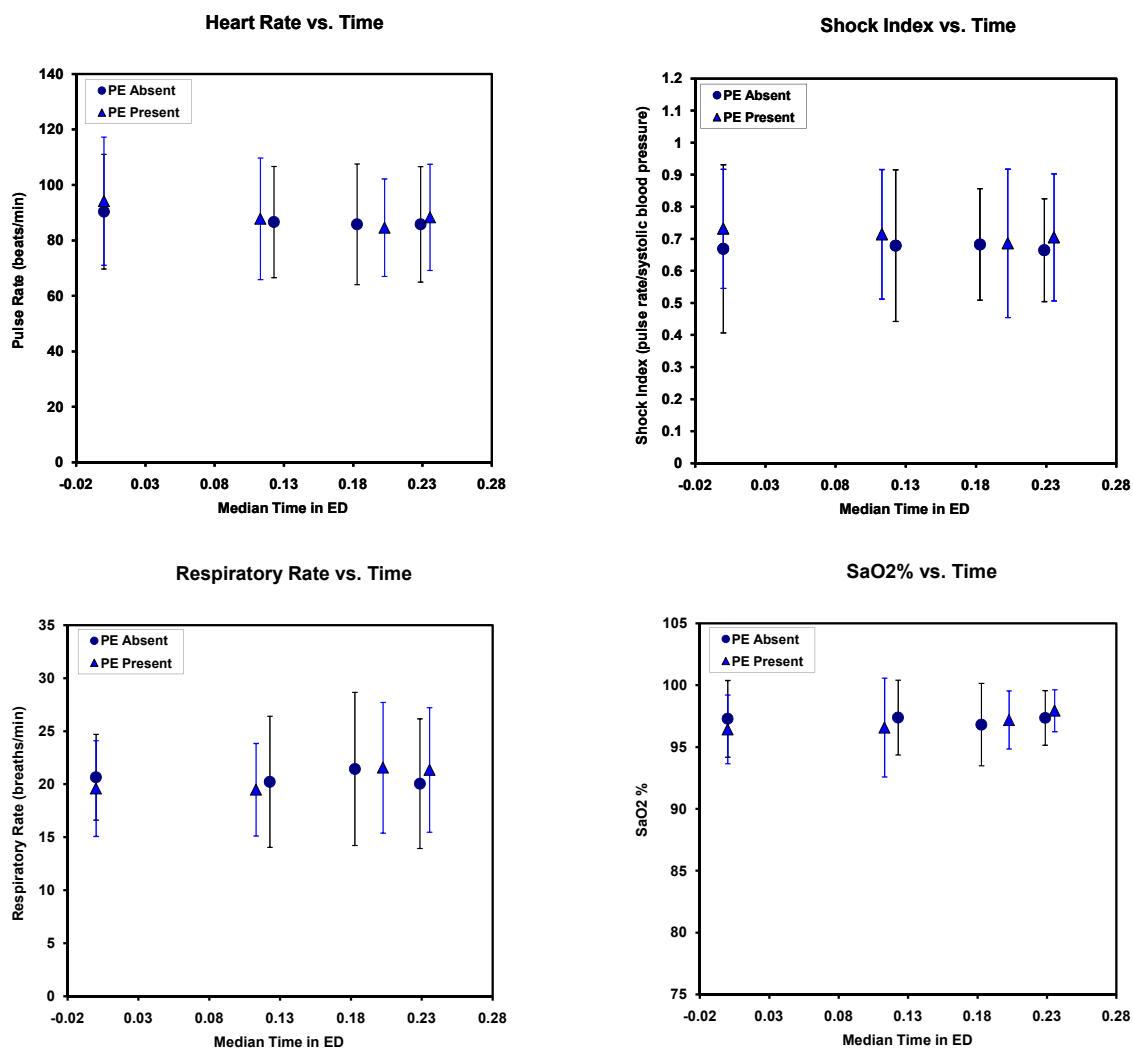 Heart Rate vs. Time
Pulse Rate (beats/min)
140
120
100
80
60
40
20
0
PE Absent
PE Present
-0.02 0.03 0.08 0.13 0.18 0.23 0.28
Median Time in ED
Shock Index vs. Time
Shock Index (pulse rate/systolic blood pressure)
1.2
1.1
1
0.9
0.8
0.7
0.6
0.5
0.4
0.3
0.2
0.1
0
PE Absent
PE Present
-0.02 0.03 0.08 0.13 0.18 0.23 0.28
Median Time in ED
Respiratory Rate vs. Time
Respiratory Rate (breaths/min)
35
30
25
20
15
10
5
0
PE Absent
PE Present
-0.02 0.03 0.08 0.13 0.18 0.23 0.28
Median Time in ED
SaO2% vs. Time
SaO2 %
105
100
95
90
85
80
75
PE Absent
PE Present
-0.02 0.03 0.08 0.13 0.18 0.23 0.28
Median Time in ED